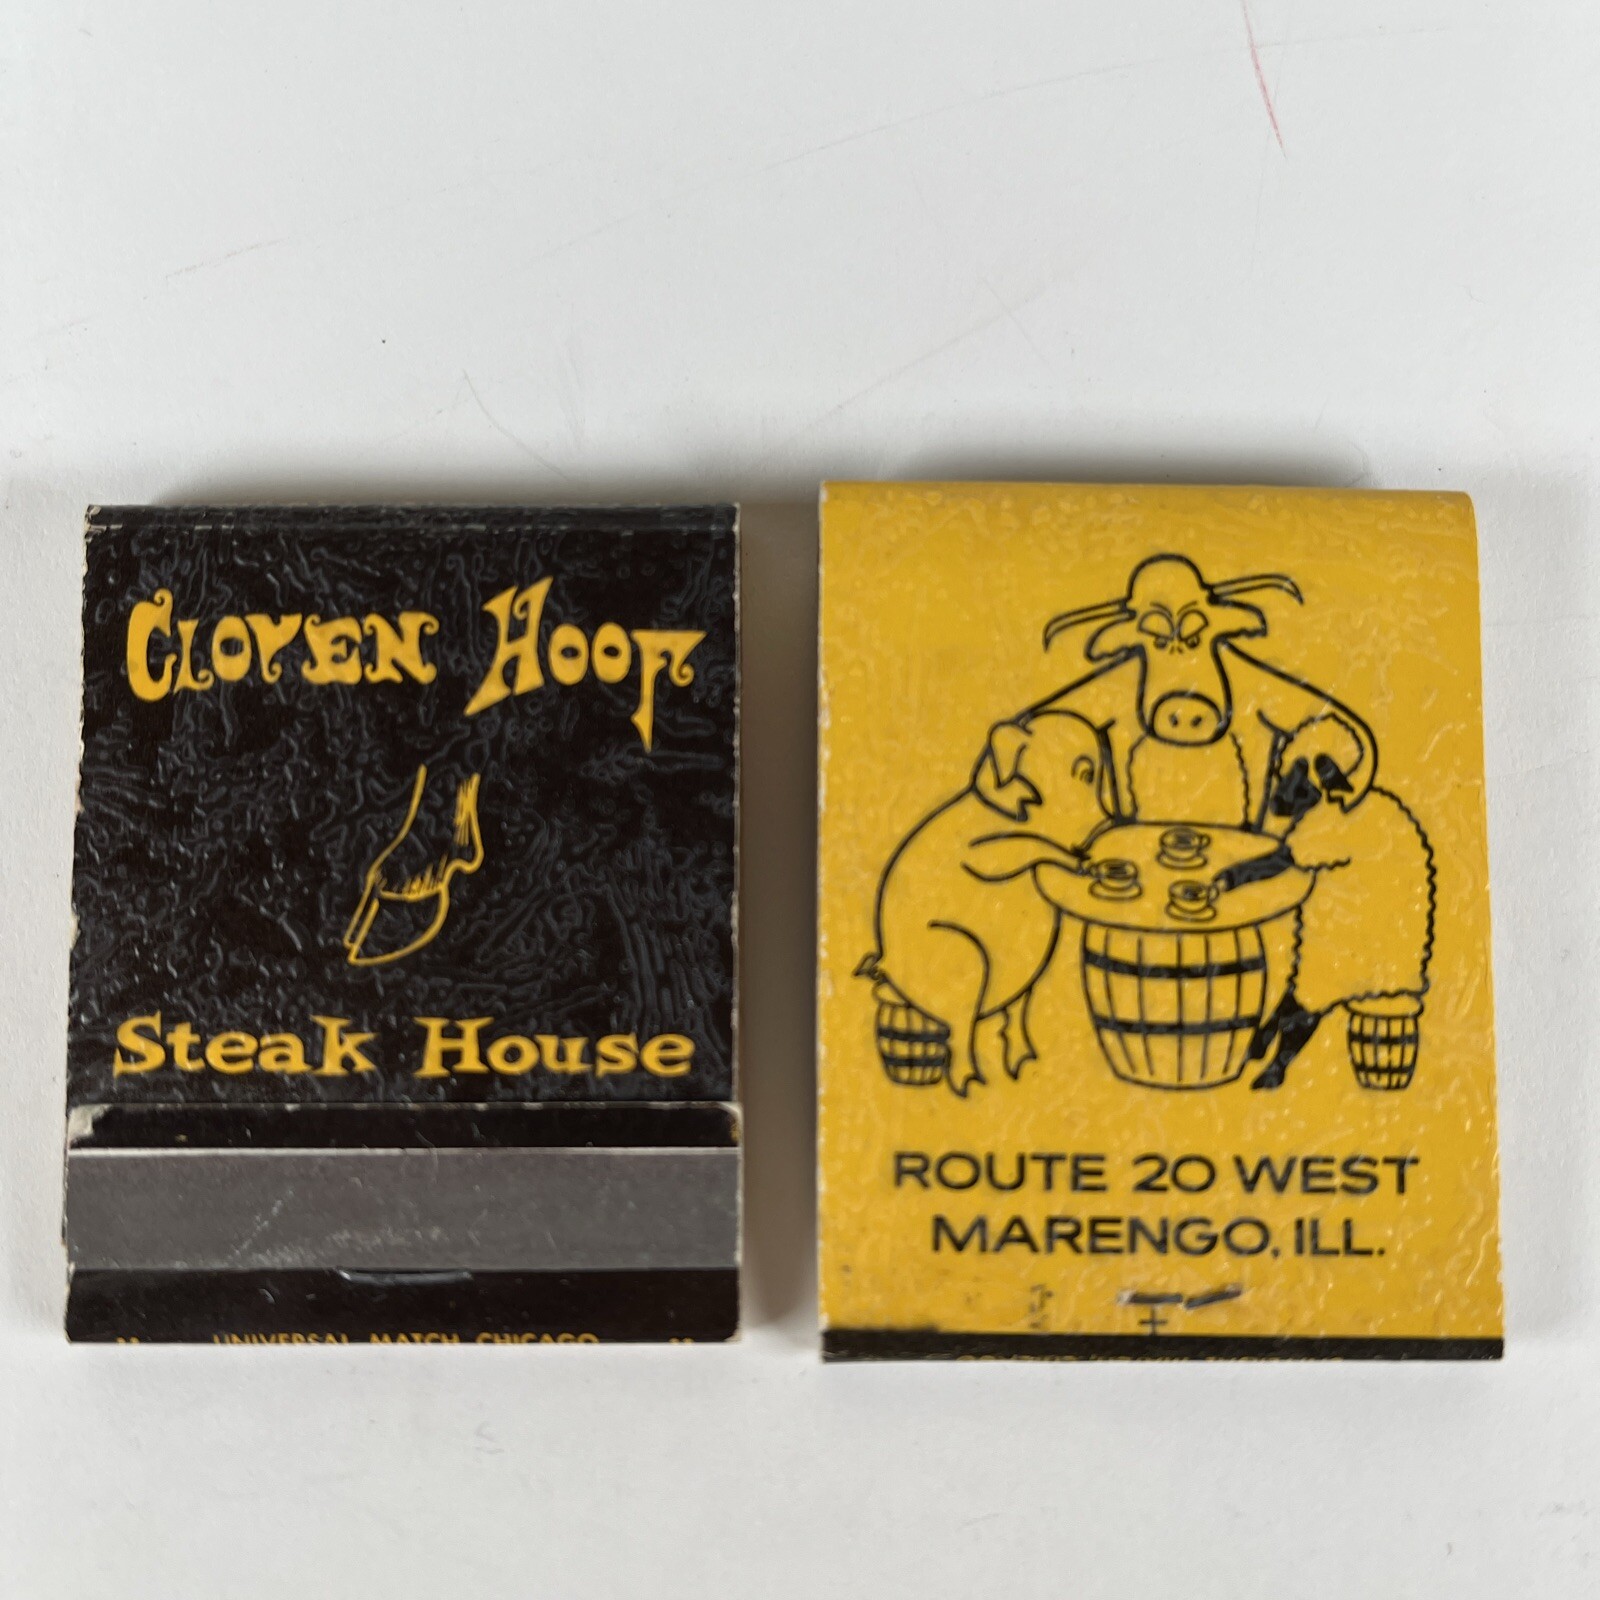 CLOVEN HOOF
Steak House
UNIVERSAL MATCH CHICAGO
ROUTE 20 WEST
MARENGO, ILL.